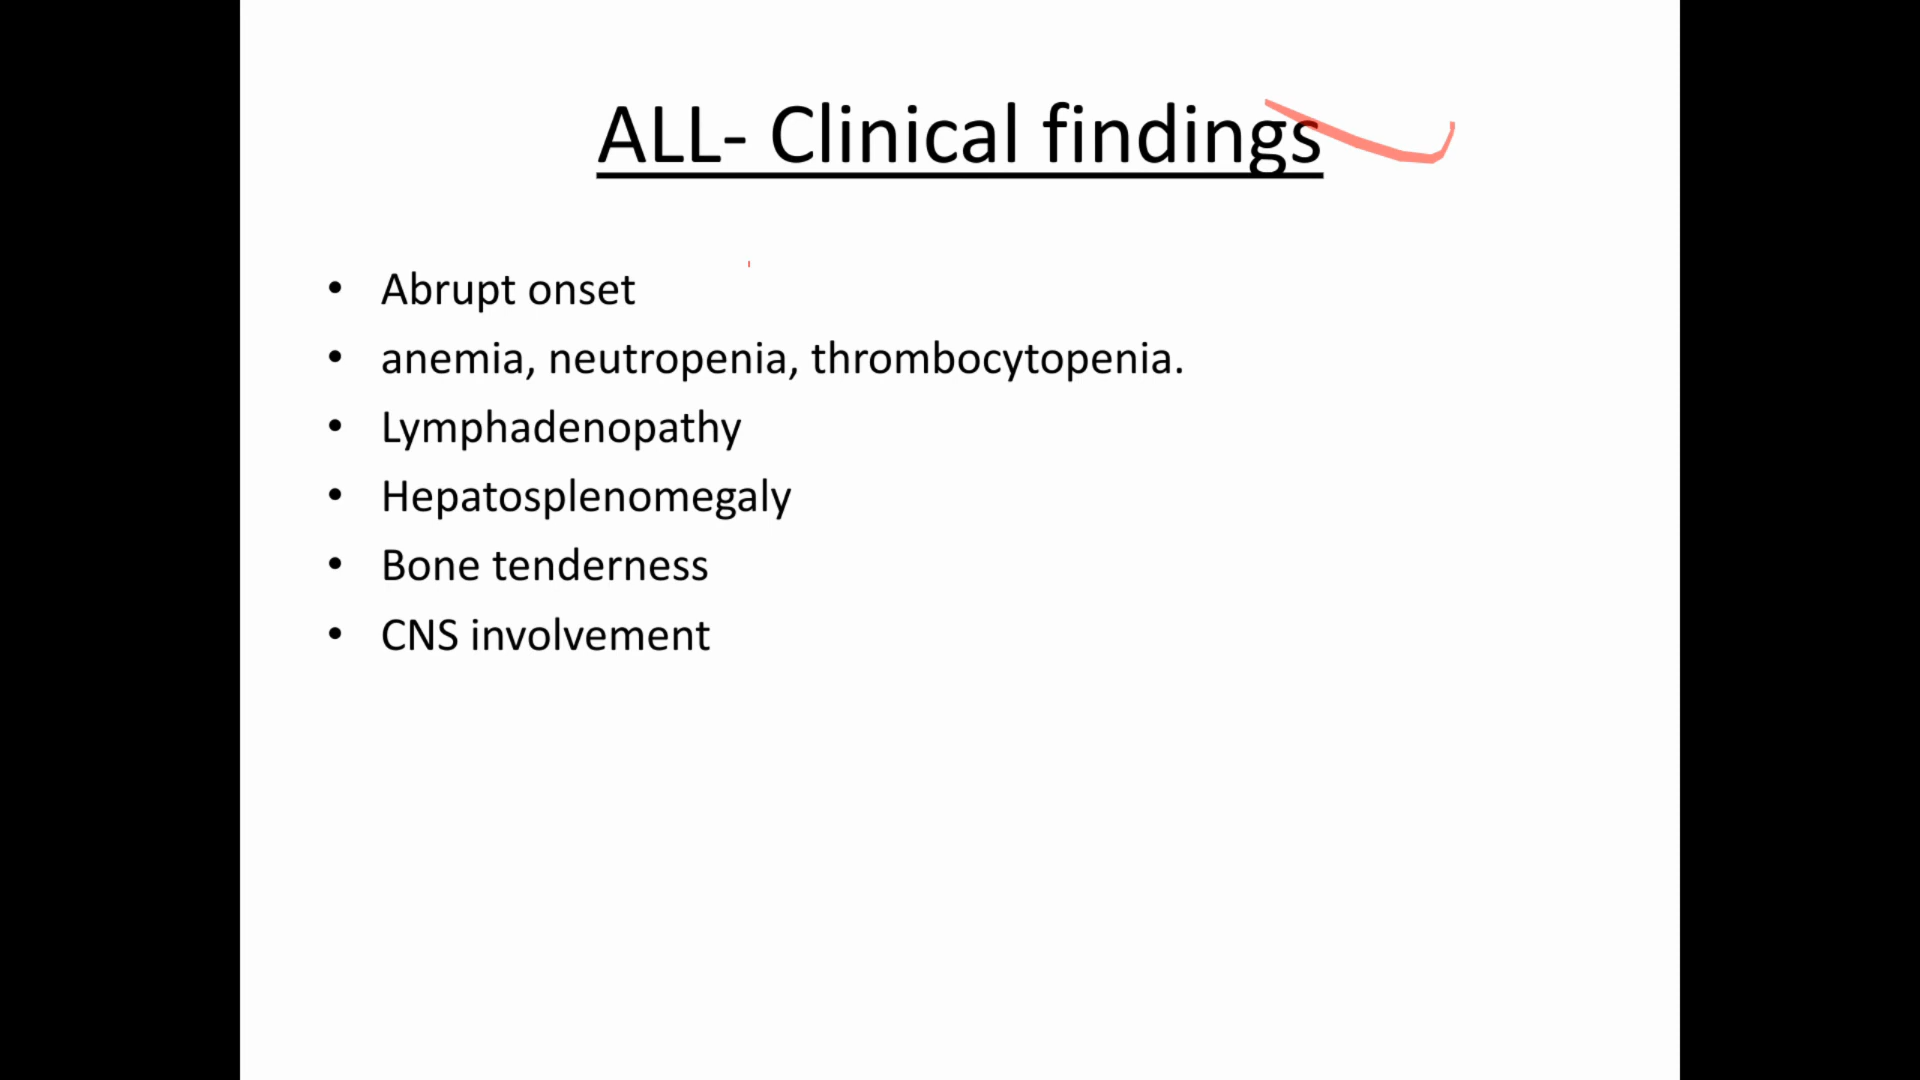 ALL- Clinical findings
• Abrupt onset
• anemia, neutropenia, thrombocytopenia.
• Lymphadenopathy
• Hepatosplenomegaly
• Bone tenderness
• CNS involvement